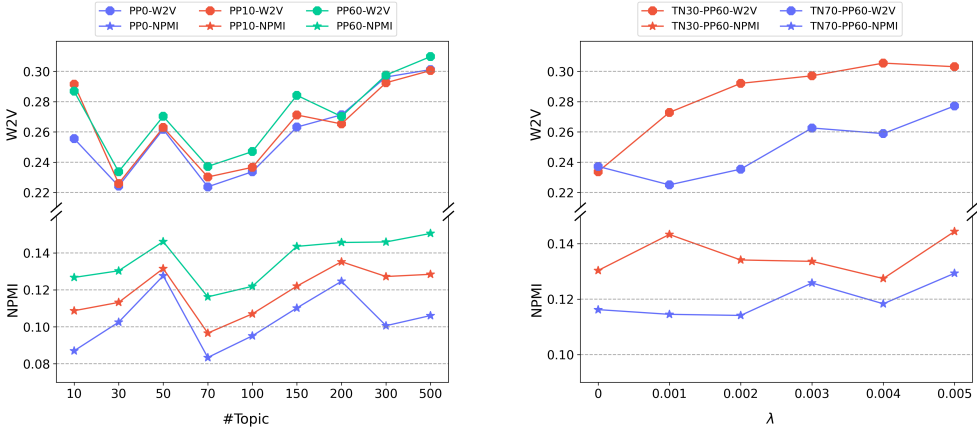 PP0-W2V PP10-W2V PP60-W2V
PP0-NPMI PP10-NPMI PP60-NPMI
W2V
0.30
0.28
0.26
0.24
0.22
NPMI
0.14
0.12
0.10
0.08
10 30 50 70 100 150 200 300 500
#Topic
TN30-PP60-W2V TN70-PP60-W2V
TN30-PP60-NPMI TN70-PP0-NPMI
W2V
0.30
0.28
0.26
0.24
0.22
NPMI
0.14
0.12
0.10
0 0.001 0.002 0.003 0.004 0.005
λ